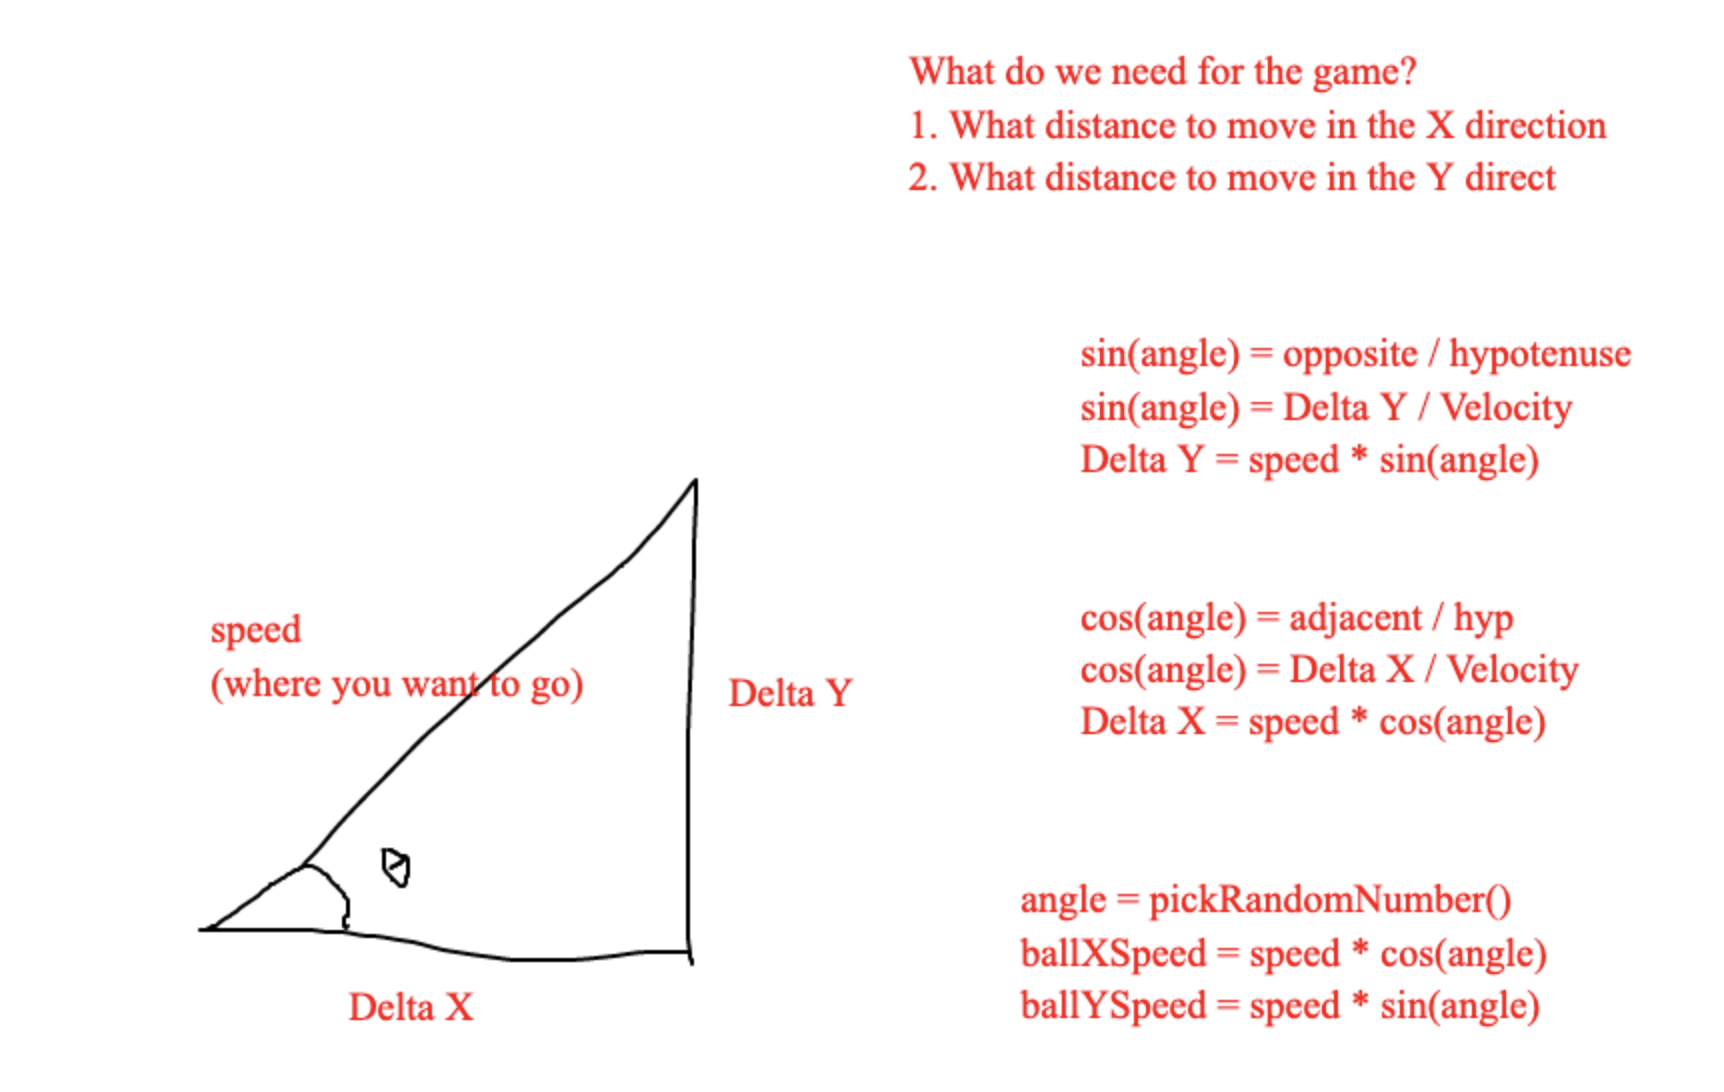 What do we need for the game?
1. What distance to move in the X direction
2. What distance to move in the Y direct
sin(angle) = opposite / hypotenuse
sin(angle) = Delta Y / Velocity
Delta Y = speed * sin(angle)
speed
(where you want to go)
Delta Y
cos(angle) = adjacent / hyp
cos(angle) = Delta X / Velocity
Delta X = speed * cos(angle)
Delta X
angle = pickRandomNumber()
ballXSpeed = speed * cos(angle)
ballYSpeed = speed * sin(angle)